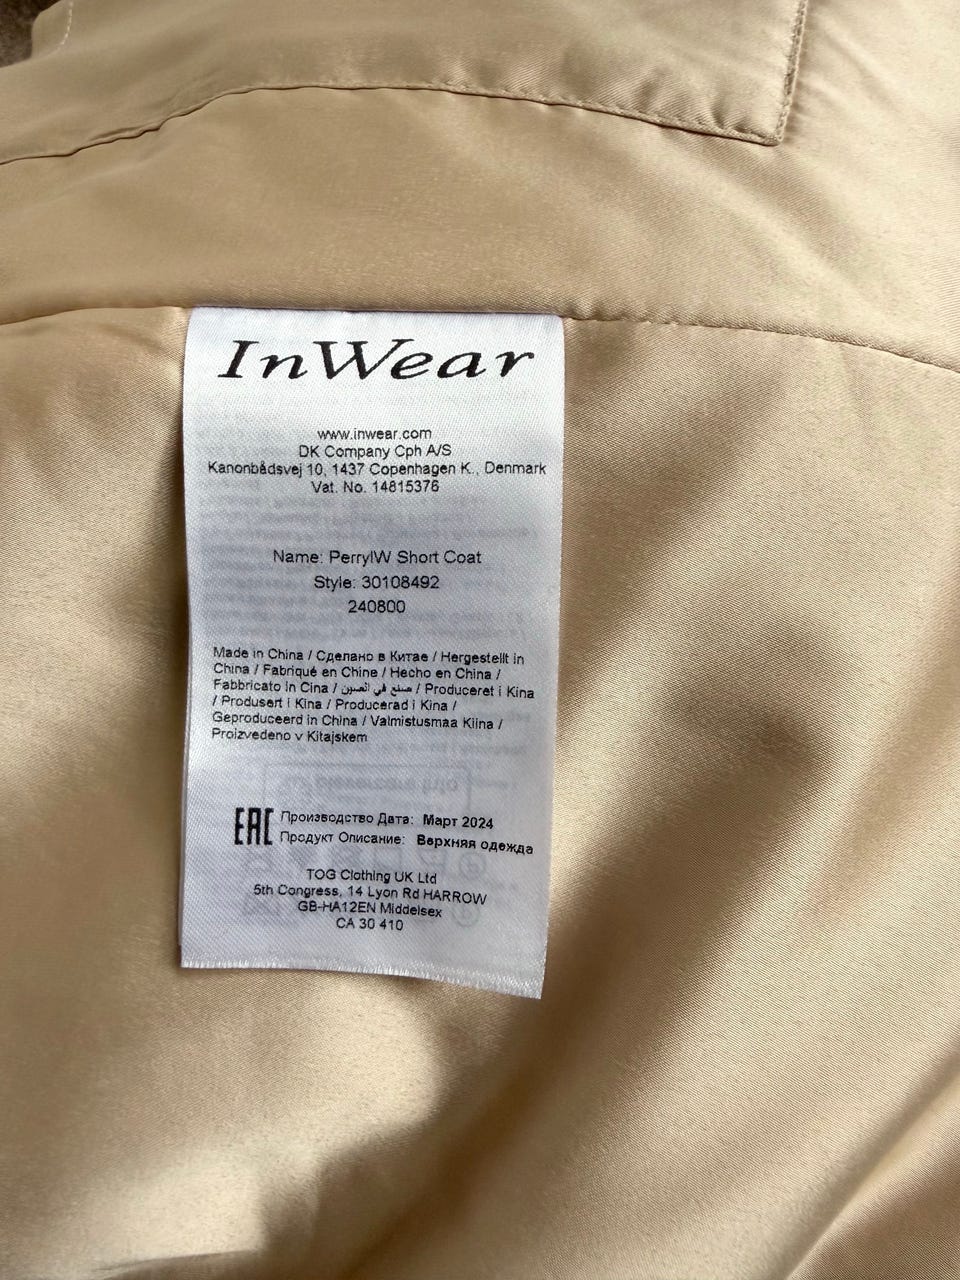 InWear
www.inwear.com
DK Company Cph A/S
Kanonbådsvej 10, 1437 Copenhagen K., Denmark
Vat. No. 14815376
Name: PerryIW Short Coat
Style: 30108492
240800
Made in China / Сделано в Китае / Hergestellt in
China / Fabriqué en Chine / Hecho en China /
Fabbricato in Cina / صنع في الصين / Produceret i Kina
/ Produsert i Kina / Producerad i Kina /
Geproduceerd in China / Valmistusmaa Kiina /
Proizvedeno v Kitajskem
EAC Производство Дата: Март 2024
Продукт Описание: Верхняя одежда
TOG Clothing UK Ltd
5th Congress, 14 Lyon Rd HARROW
GB-HA12EN Middelsex
CA 30 410